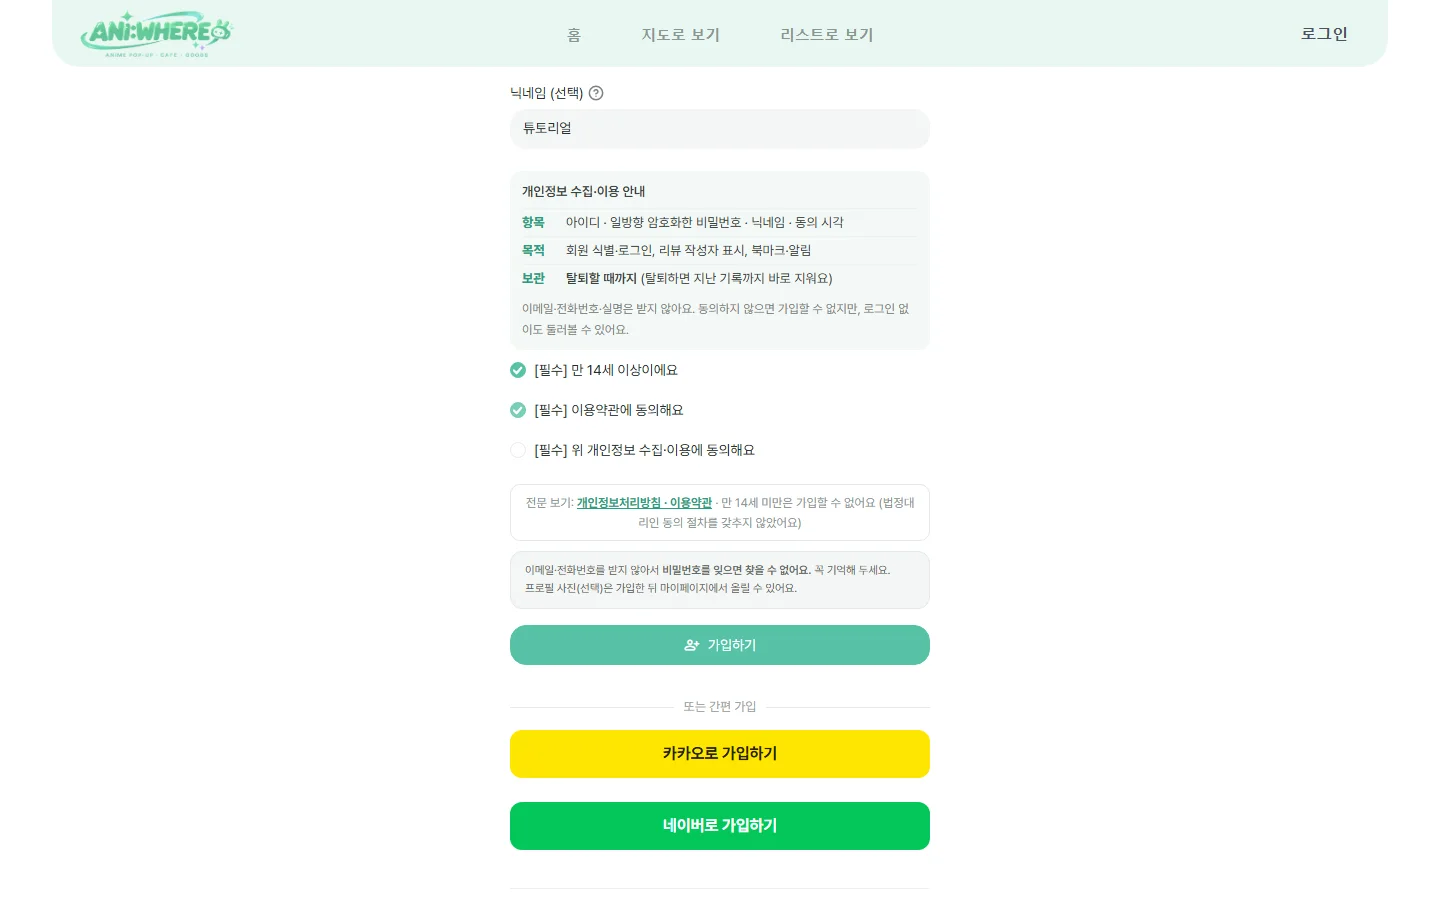 ANI:WHERE
ANIME POP-UP · CAFE · GOODS
홈
지도로 보기
리스트로 보기
로그인
닉네임 (선택) ?
튜토리얼
개인정보 수집·이용 안내
항목 아이디 · 일방향 암호화한 비밀번호 · 닉네임 · 동의 시각
목적 회원 식별·로그인, 리뷰 작성자 표시, 북마크·알림
보관 탈퇴할 때까지 (탈퇴하면 지난 기록까지 바로 지워요)
이메일·전화번호·실명은 받지 않아요. 동의하지 않으면 가입할 수 없지만, 로그인 없
이도 둘러볼 수 있어요.
[필수] 만 14세 이상이에요
[필수] 이용약관에 동의해요
[필수] 위 개인정보 수집·이용에 동의해요
전문 보기: 개인정보처리방침 · 이용약관 · 만 14세 미만은 가입할 수 없어요 (법정대
리인 동의 절차를 갖추지 않았어요)
이메일·전화번호를 받지 않아서 비밀번호를 잊으면 찾을 수 없어요. 꼭 기억해 두세요.
프로필 사진(선택)은 가입한 뒤 마이페이지에서 올릴 수 있어요.
가입하기
또는 간편 가입
카카오로 가입하기
네이버로 가입하기